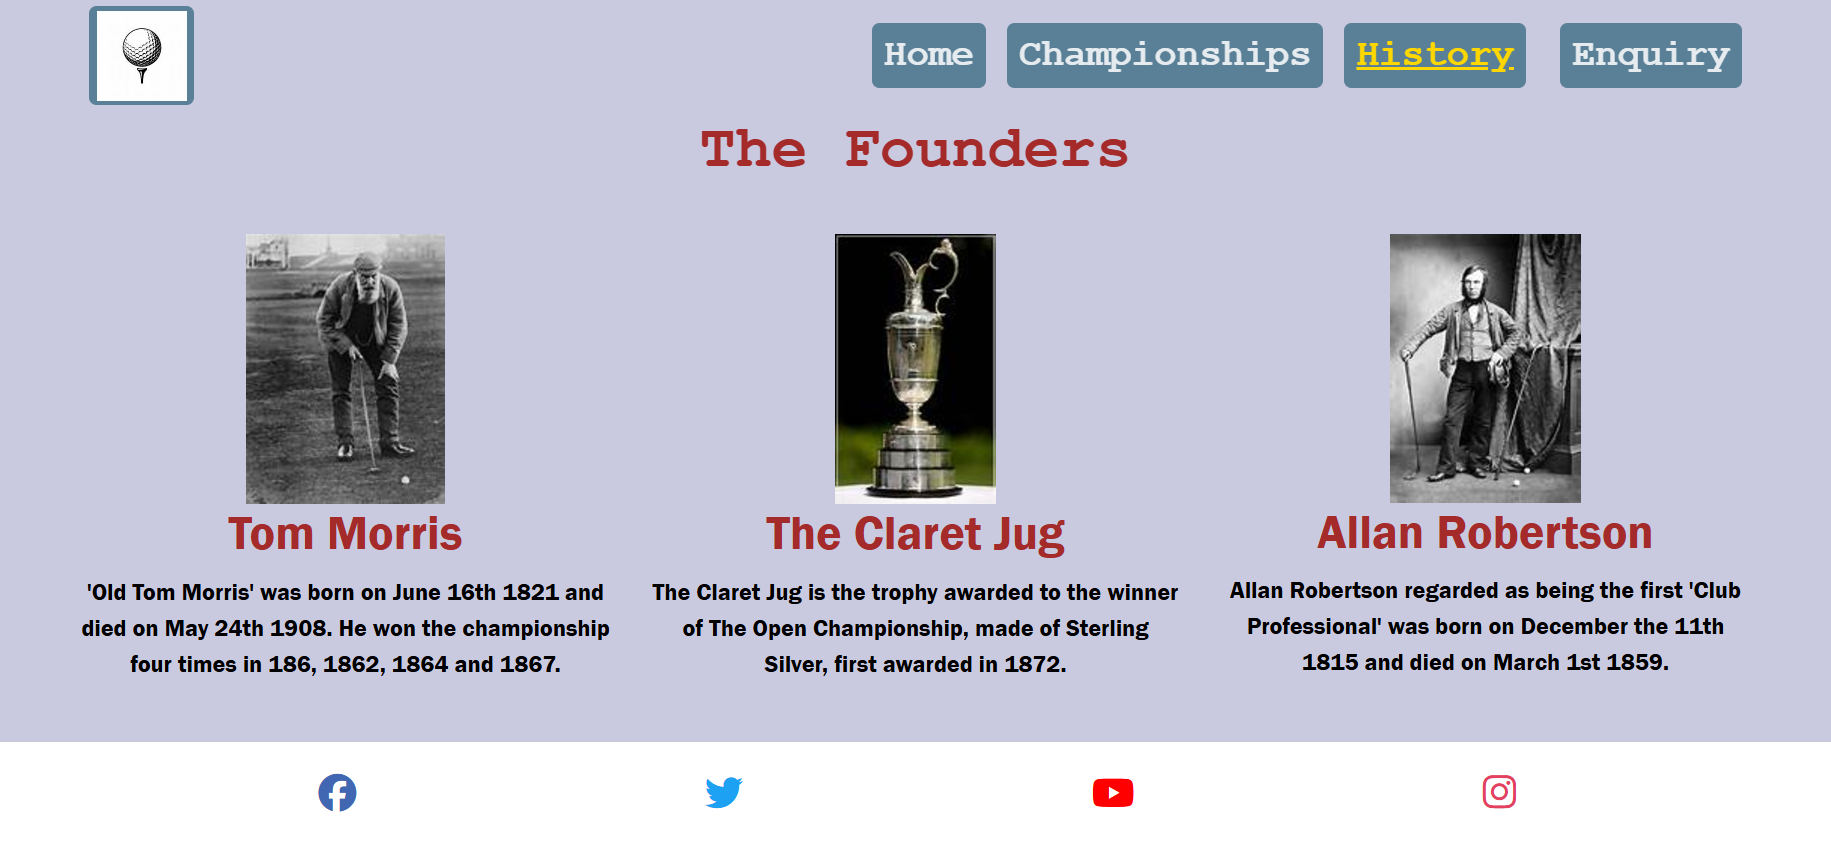 Home Championships History Enquiry
The Founders
Tom Morris
'Old Tom Morris' was born on June 16th 1821 and
died on May 24th 1908. He won the championship
four times in 186, 1862, 1864 and 1867.
The Claret Jug
The Claret Jug is the trophy awarded to the winner
of The Open Championship, made of Sterling
Silver, first awarded in 1872.
Allan Robertson
Allan Robertson regarded as being the first 'Club
Professional' was born on December the 11th
1815 and died on March 1st 1859.